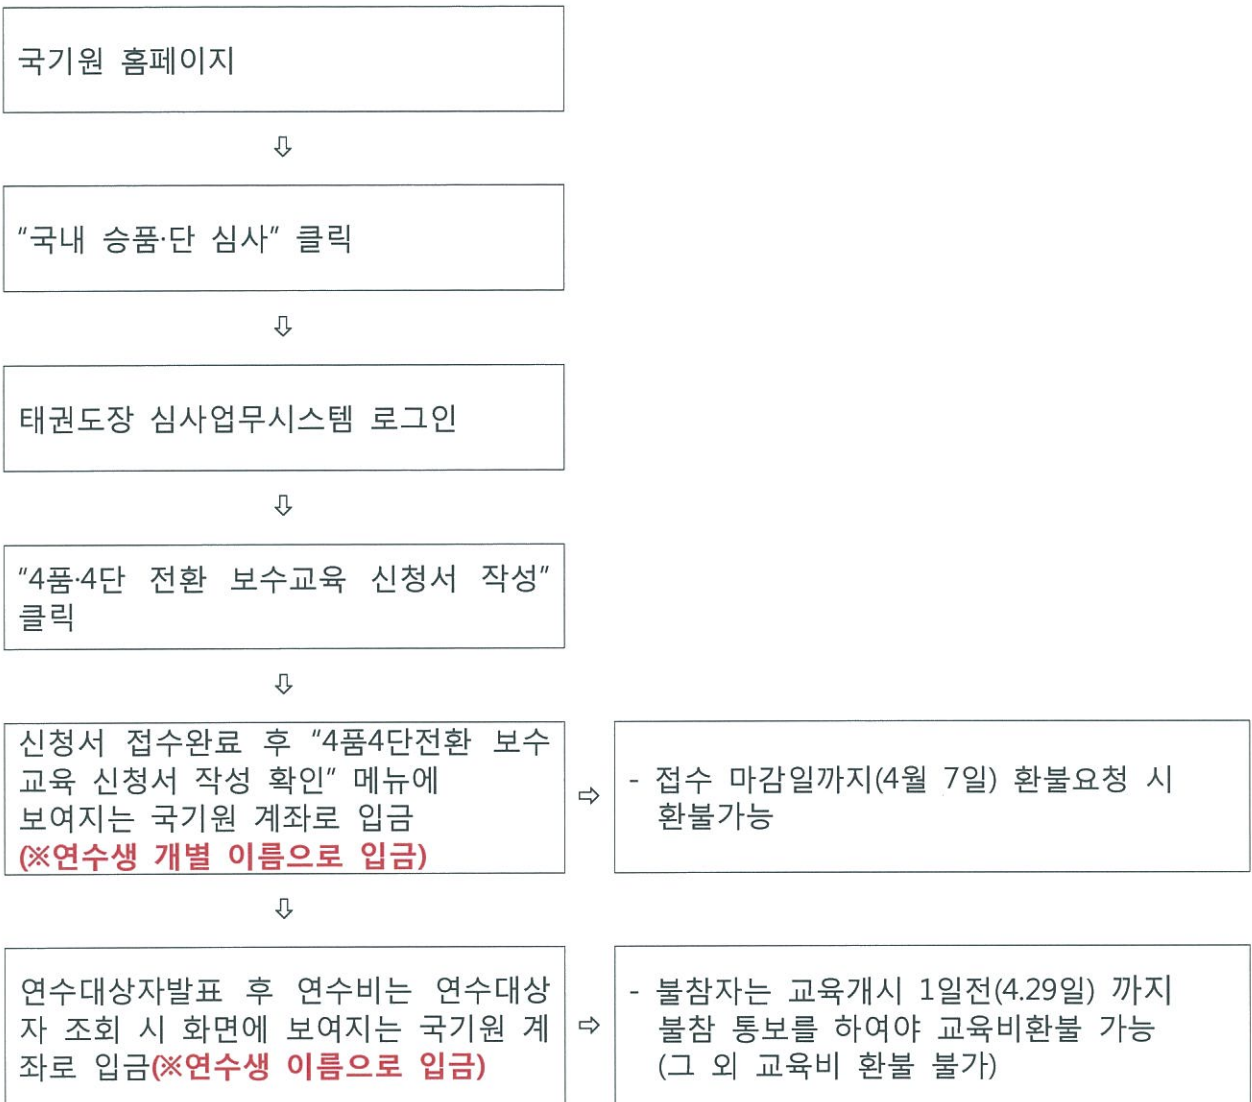 국기원 홈페이지
⇩
"국내 승품·단 심사" 클릭
⇩
태권도장 심사업무시스템 로그인
⇩
"4품·4단 전환 보수교육 신청서 작성"
클릭
⇩
신청서 접수완료 후 "4품4단전환 보수
교육 신청서 작성 확인" 메뉴에
보여지는 국기원 계좌로 입금
(※연수생 개별 이름으로 입금)
⇨
- 접수 마감일까지(4월 7일) 환불요청 시
환불가능
⇩
연수대상자발표 후 연수비는 연수대상
자 조회 시 화면에 보여지는 국기원 계
좌로 입금(※연수생 이름으로 입금)
⇨
- 불참자는 교육개시 1일전(4.29일) 까지
불참 통보를 하여야 교육비환불 가능
(그 외 교육비 환불 불가)